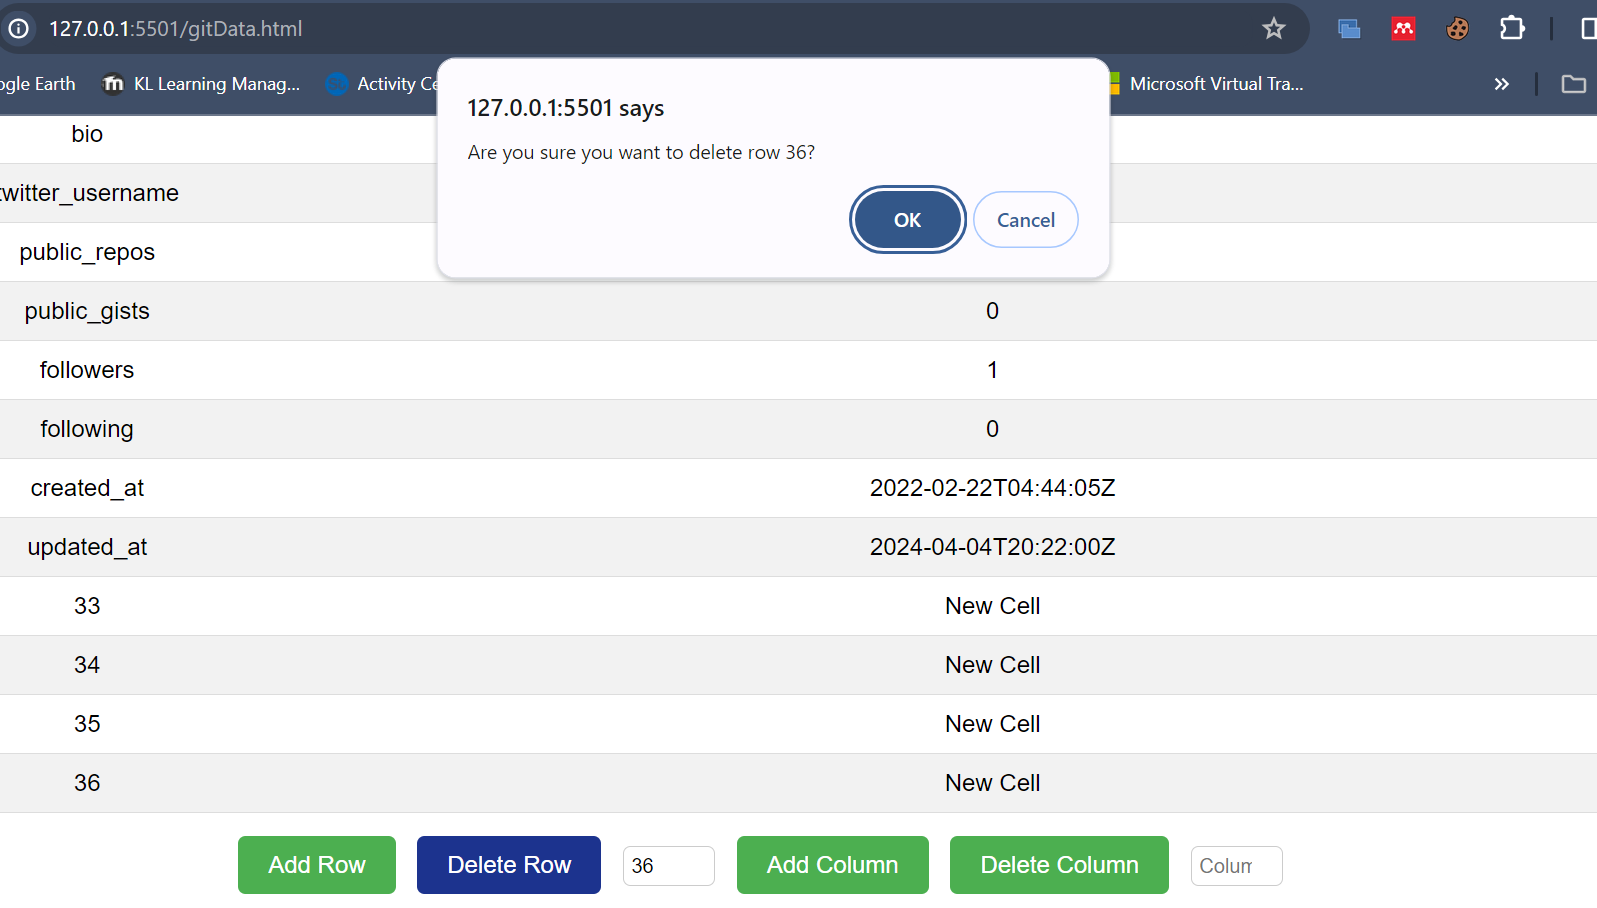 127.0.0.1:5501/gitData.html
ogle Earth KL Learning Manag... Activity Ce Microsoft Virtual Tra... »
127.0.0.1:5501 says
Are you sure you want to delete row 36?
OK Cancel
bio
twitter_username
public_repos
public_gists 0
followers 1
following 0
created_at 2022-02-22T04:44:05Z
updated_at 2024-04-04T20:22:00Z
33 New Cell
34 New Cell
35 New Cell
36 New Cell
Add Row Delete Row 36 Add Column Delete Column Colum